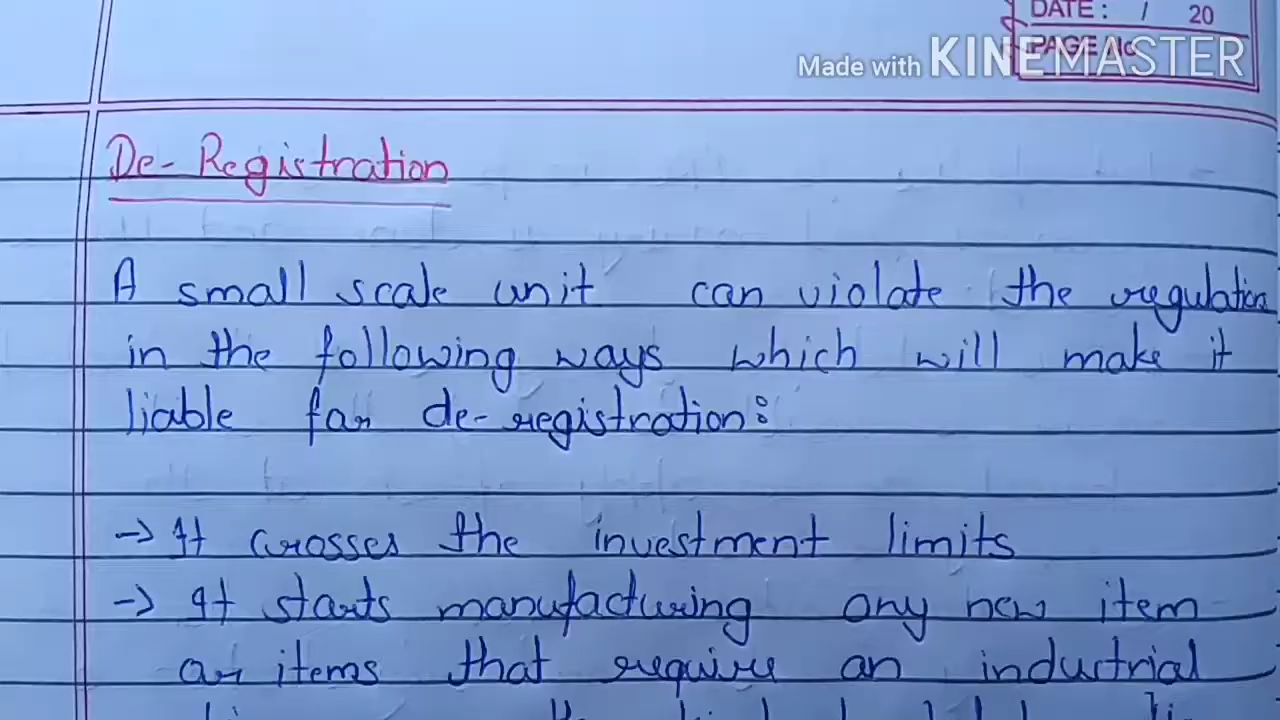 DATE: / 20
PAGE No
Made with KINEMASTER
De-Registration
A small scale unit can violate the regulation
in the following ways which will make it
liable for de-registration:
→ It crosses the investment limits
→ It starts manufacturing any new item
or items that require an industrial